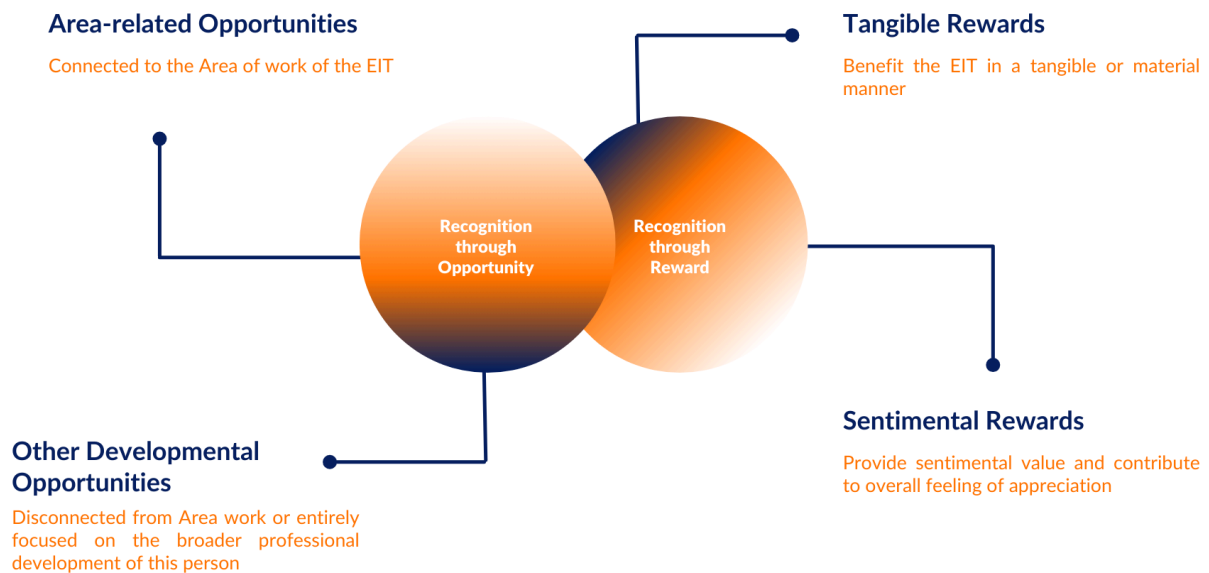 Area-related Opportunities
Connected to the Area of work of the EIT
Tangible Rewards
Benefit the EIT in a tangible or material
manner
Recognition
through
Opportunity
Recognition
through
Reward
Other Developmental
Opportunities
Disconnected from Area work or entirely
focused on the broader professional
development of this person
Sentimental Rewards
Provide sentimental value and contribute
to overall feeling of appreciation